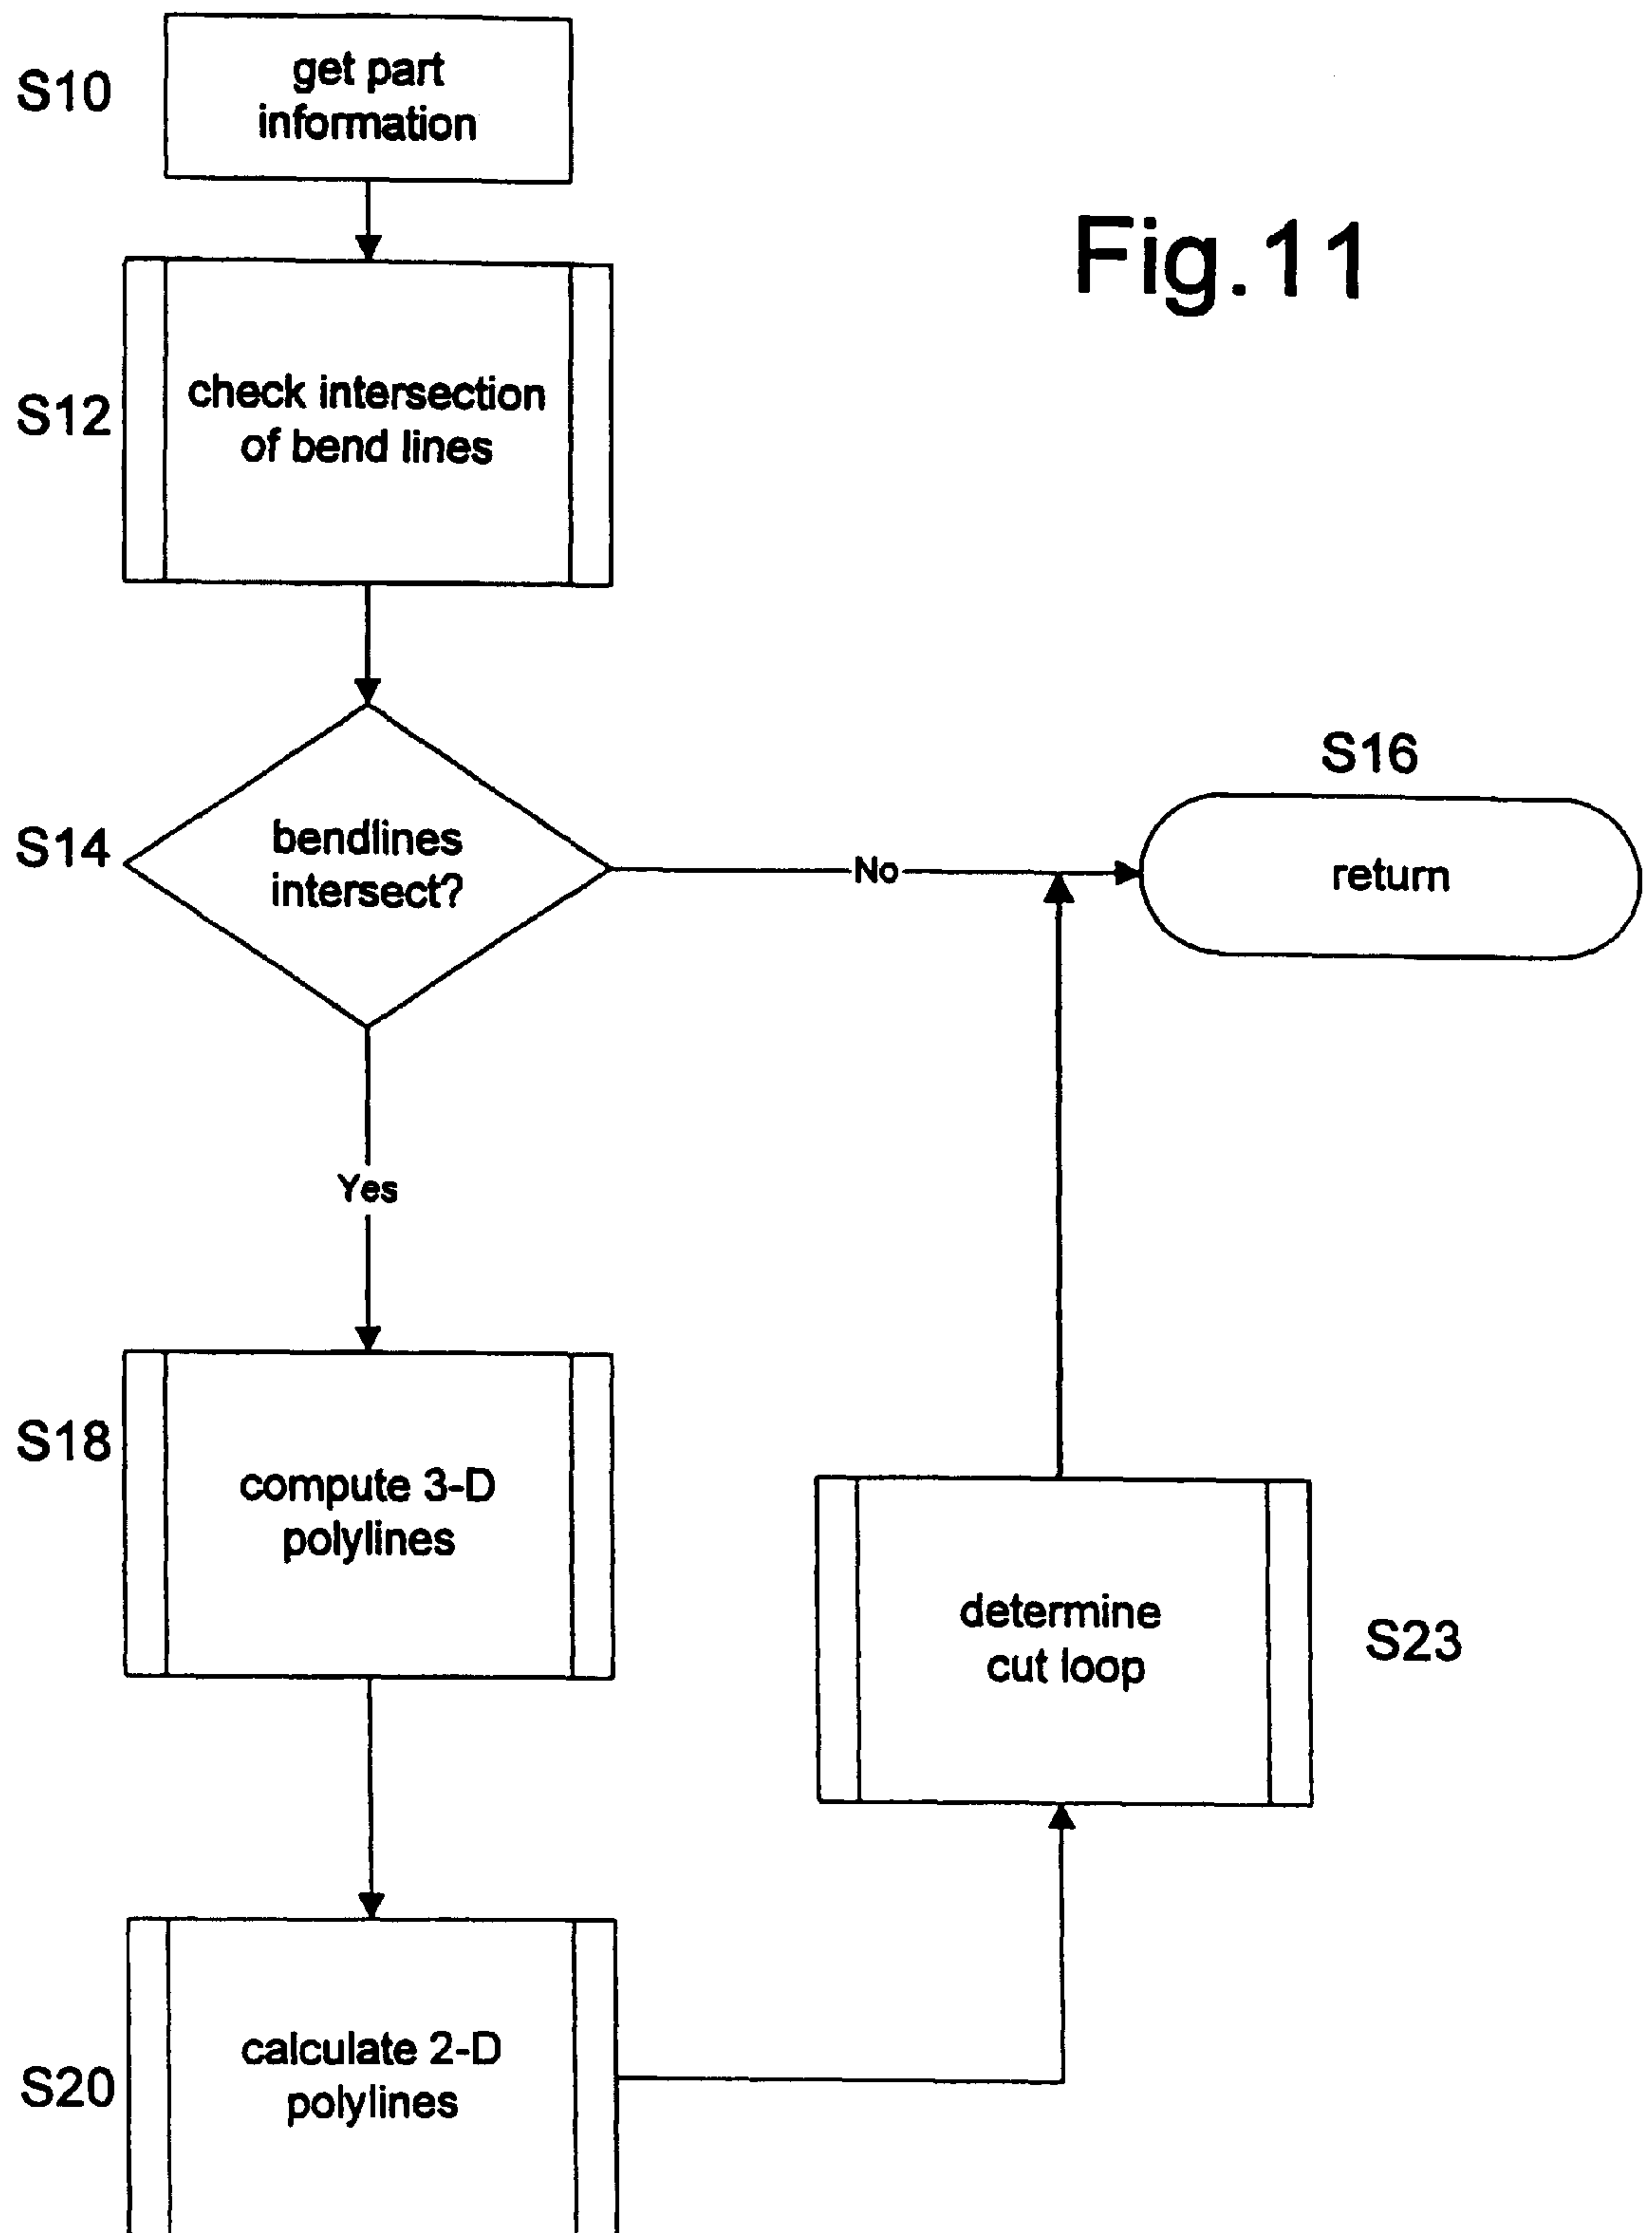 S10
get part
information
Fig.11
S12
check intersection
of bend lines
S14
bendlines
intersect?
No
S16
return
Yes
S18
compute 3-D
polylines
determine
cut loop
S23
S20
calculate 2-D
polylines